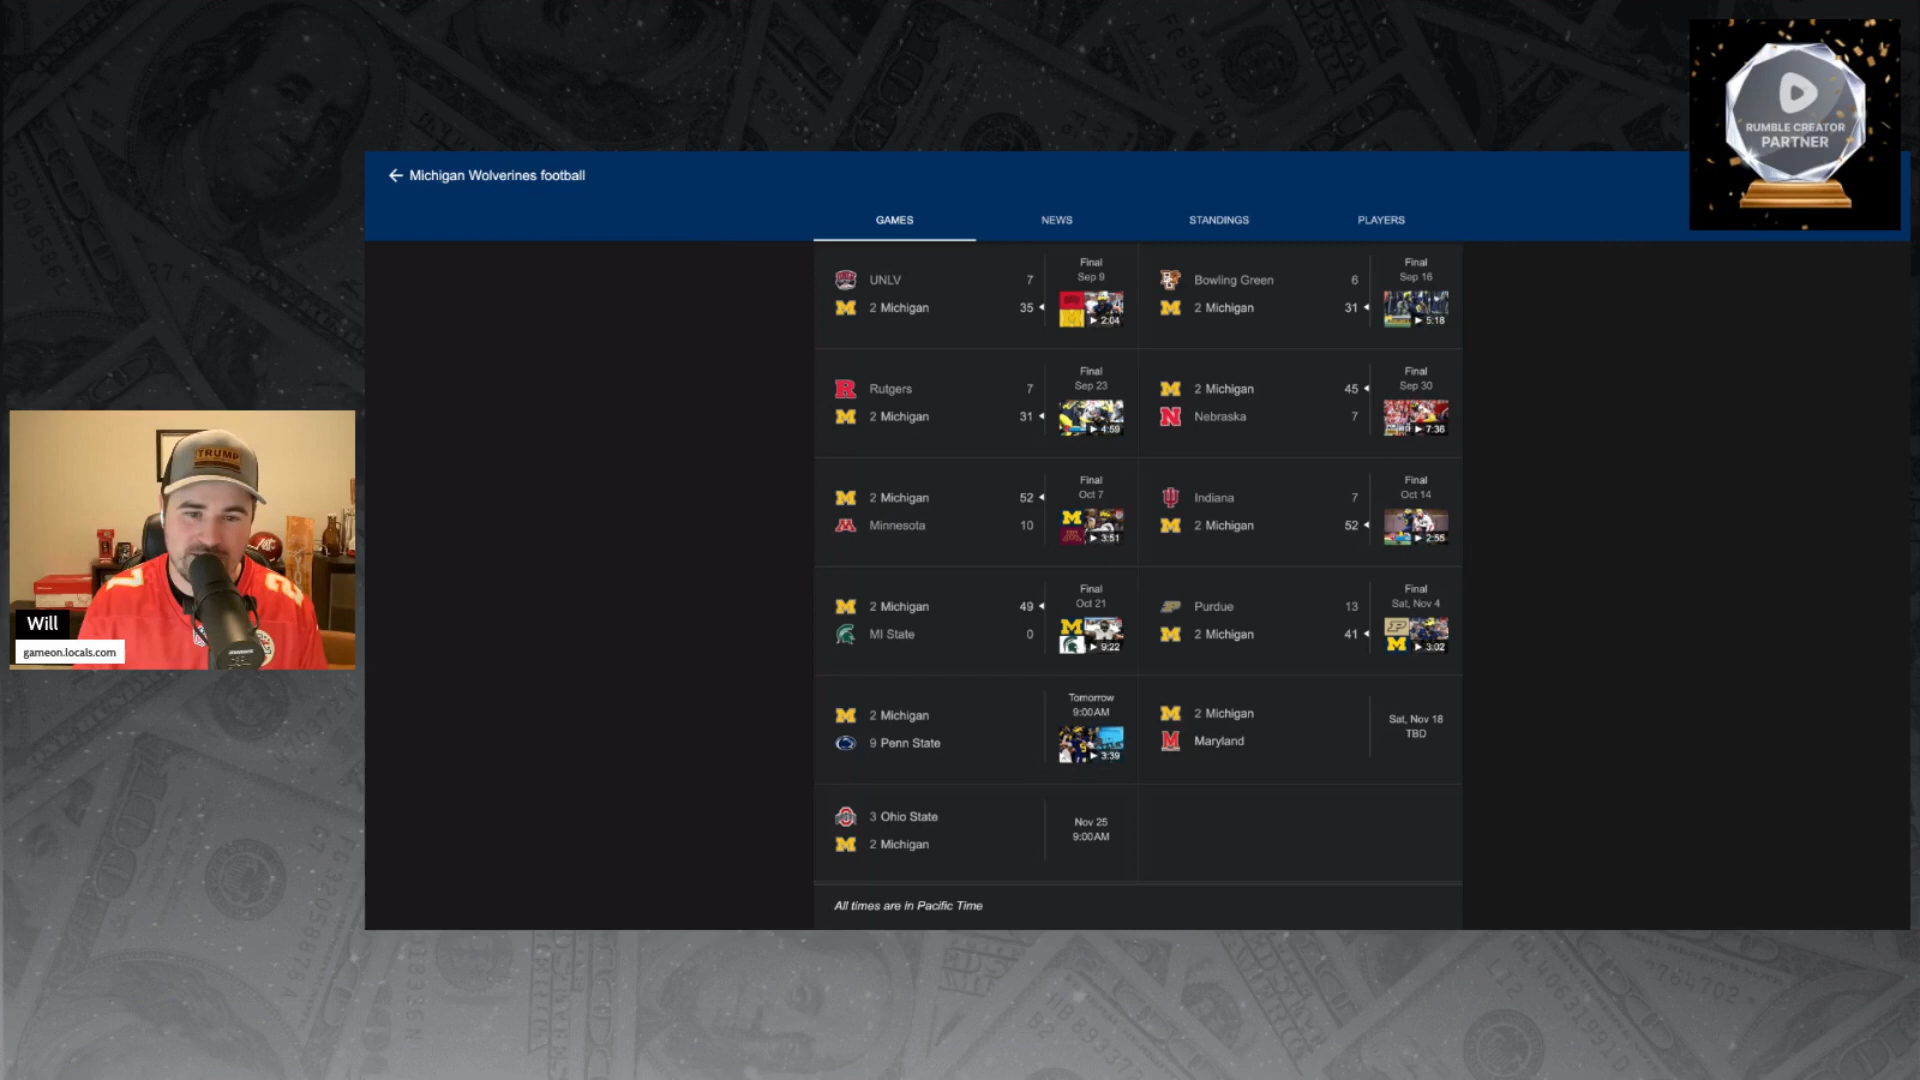 RUMBLE CREATOR
PARTNER
← Michigan Wolverines football
GAMES NEWS STANDINGS PLAYERS
UNLV 7
2 Michigan 35
Final
Sep 9
2:04
Bowling Green 6
2 Michigan 31
Final
Sep 16
5:18
Rutgers 7
2 Michigan 31
Final
Sep 23
4:59
2 Michigan 45
Nebraska 7
Final
Sep 30
7:36
2 Michigan 52
Minnesota 10
Final
Oct 7
3:51
Indiana 7
2 Michigan 52
Final
Oct 14
2:55
2 Michigan 49
MI State 0
Final
Oct 21
9:22
Purdue 13
2 Michigan 41
Final
Sat, Nov 4
3:02
2 Michigan
9 Penn State
Tomorrow
9:00AM
3:39
2 Michigan
Maryland
Sat, Nov 18
TBD
3 Ohio State
2 Michigan
Nov 25
9:00AM
All times are in Pacific Time
TRUMP
Will
gameon.locals.com